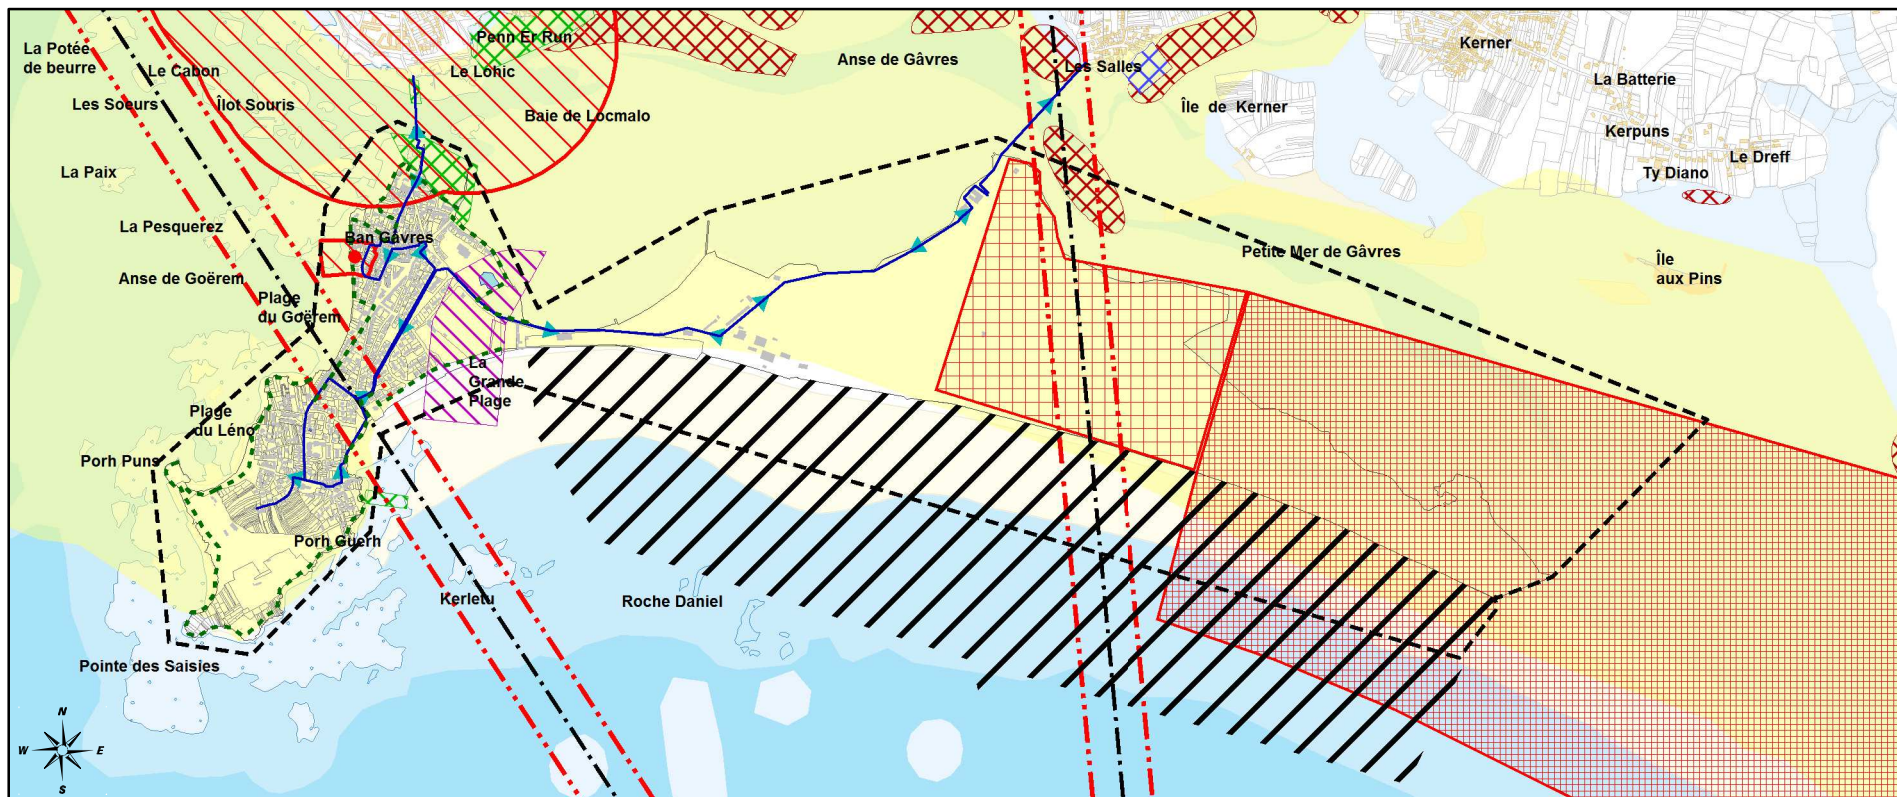 Penn Er Run
Kerner
La Potée
de beurre
Anse de Gâvres
Les Salles
Le Cabon
Le Lohic
La Batterie
Les Soeurs
Îlot Souris
Baie de Locmalo
Île de Kerner
Kerpuns
Le Dreff
La Paix
Ty Diano
La Pesquerez
Ban Gâvres
Petite Mer de Gâvres
Île
aux Pins
Anse de Goërem
Plage
du Goërem
La
Grande
Plage
Plage
du Léno
Porh Puns
Porh Guerh
Kerletu
Roche Daniel
Pointe des Saisies
N
W
E
S